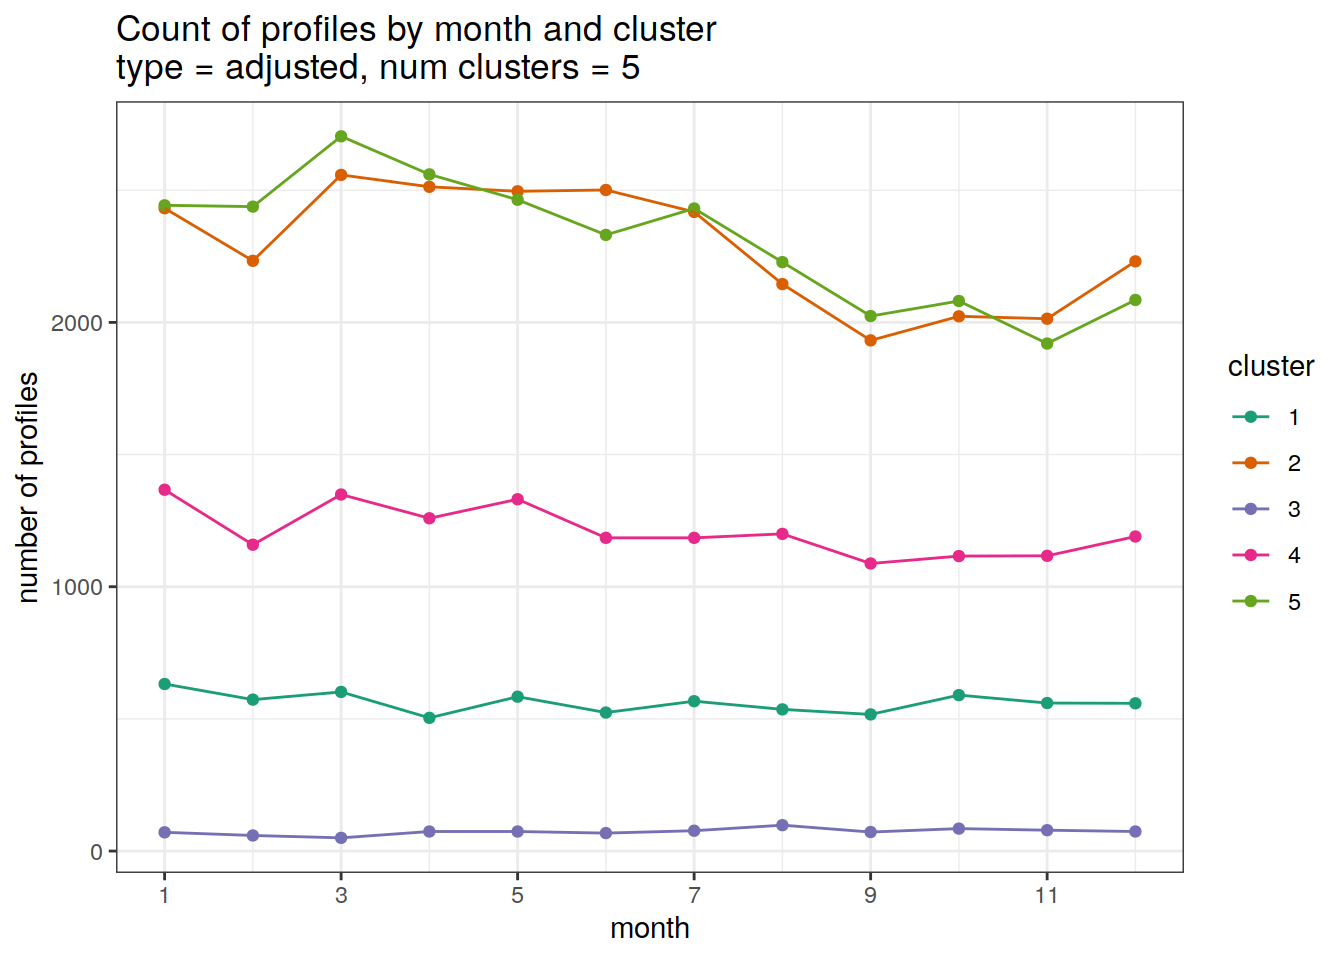 Count of profiles by month and cluster
type = adjusted, num clusters = 5
number of profiles
2000
1000
0
1 3 5 7 9 11
month
cluster
1
2
3
4
5